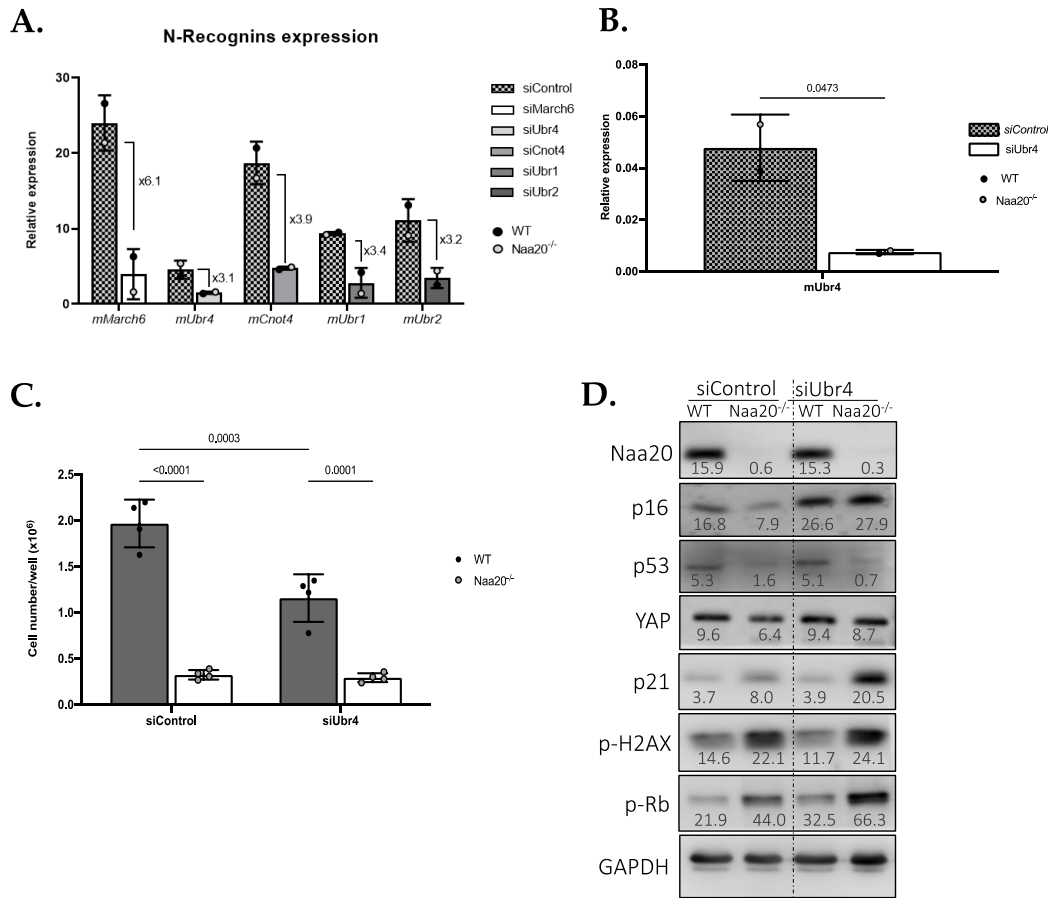 A.
N-Recognins expression
Relative expression
30
20
10
0
x6.1
x3.1
x3.9
x3.4
x3.2
mMarch6 mUbr4 mCnot4 mUbr1 mUbr2
siControl
siMarch6
siUbr4
siCnot4
siUbr1
siUbr2
WT
Naa20-/-
B.
Relative expression
0.08
0.06
0.04
0.02
0.00
0.0473
mUbr4
siControl
siUbr4
WT
Naa20-/-
C.
Cell number/well (x10⁶)
0.0003
<0.0001 0.0001
2.5
2.0
1.5
1.0
0.5
0.0
siControl siUbr4
WT
Naa20-/-
D.
siControl siUbr4
WT Naa20-/- WT Naa20-/-
Naa20
15.9 0.6 15.3 0.3
p16
16.8 7.9 26.6 27.9
p53
5.3 1.6 5.1 0.7
YAP
9.6 6.4 9.4 8.7
p21
3.7 8.0 3.9 20.5
p-H2AX
14.6 22.1 11.7 24.1
p-Rb
21.9 44.0 32.5 66.3
GAPDH